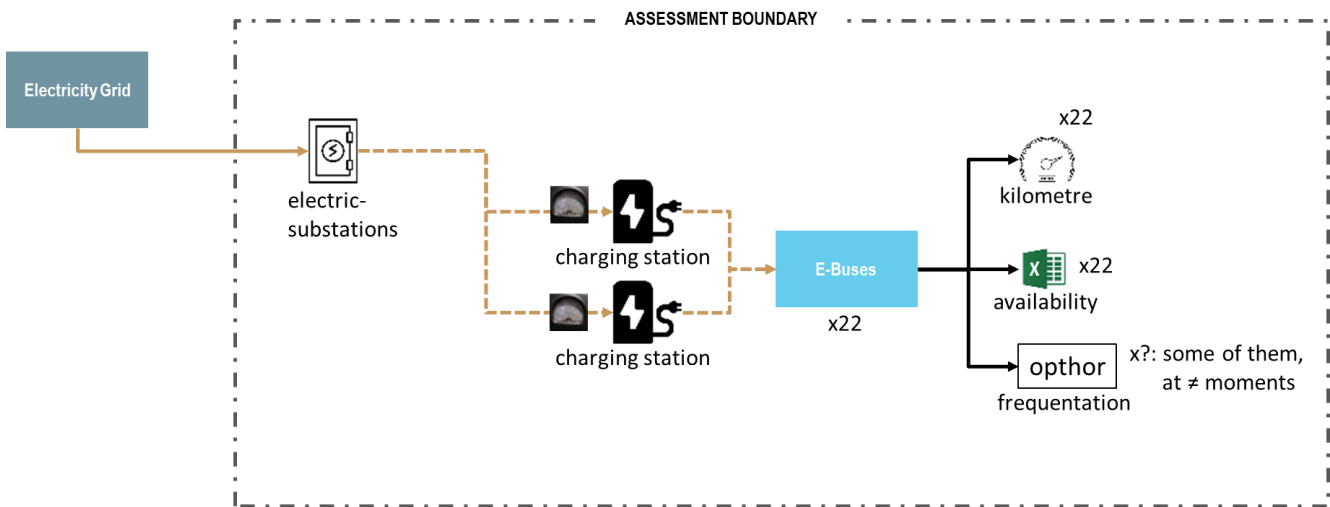 ASSESSMENT BOUNDARY
Electricity Grid
electric-
substations
charging station
charging station
E-Buses
x22
x22
kilometre
X
x22
availability
opthor
x?: some of them,
at ≠ moments
frequentation